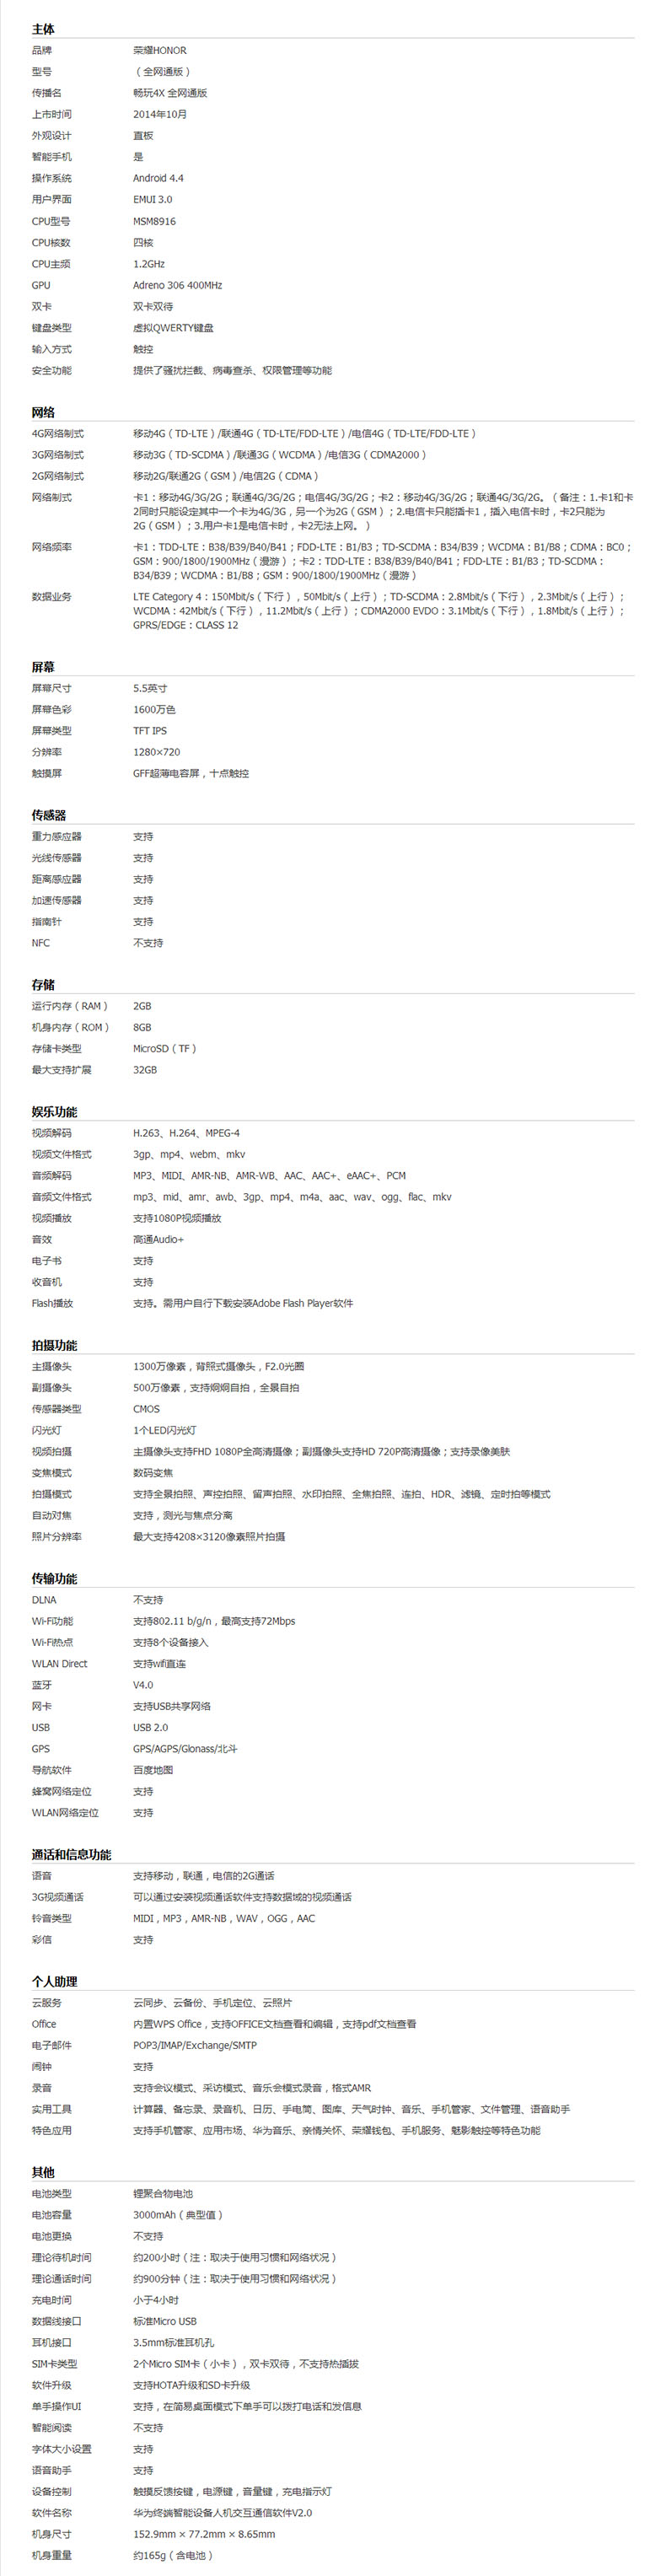 主体
品牌 荣耀HONOR
型号 （全网通版）
传播名 畅玩4X 全网通版
上市时间 2014年10月
外观设计 直板
智能手机 是
操作系统 Android 4.4
用户界面 EMUI 3.0
CPU型号 MSM8916
CPU核数 四核
CPU主频 1.2GHz
GPU Adreno 306 400MHz
双卡 双卡双待
键盘类型 虚拟QWERTY键盘
输入方式 触控
安全功能 提供了骚扰拦截、病毒查杀、权限管理等功能
网络
4G网络制式 移动4G（TD-LTE）/联通4G（TD-LTE/FDD-LTE）/电信4G（TD-LTE/FDD-LTE）
3G网络制式 移动3G（TD-SCDMA）/联通3G（WCDMA）/电信3G（CDMA2000）
2G网络制式 移动2G/联通2G（GSM）/电信2G（CDMA）
网络制式 卡1：移动4G/3G/2G；联通4G/3G/2G；电信4G/3G/2G；卡2：移动4G/3G/2G；联通4G/3G/2G。（备注：1.卡1和卡
2同时只能设定其中一个卡为4G/3G，另一个为2G（GSM）；2.电信卡只能插卡1，插入电信卡时，卡2只能为
2G（GSM）；3.用户卡1是电信卡时，卡2无法上网。）
网络频率 卡1：TDD-LTE：B38/B39/B40/B41；FDD-LTE：B1/B3；TD-SCDMA：B34/B39；WCDMA：B1/B8；CDMA：BC0；
GSM：900/1800/1900MHz（漫游）；卡2：TDD-LTE：B38/B39/B40/B41；FDD-LTE：B1/B3；TD-SCDMA：
B34/B39；WCDMA：B1/B8；GSM：900/1800/1900MHz（漫游）
数据业务 LTE Category 4：150Mbit/s（下行），50Mbit/s（上行）；TD-SCDMA：2.8Mbit/s（下行），2.3Mbit/s（上行）；
WCDMA：42Mbit/s（下行），11.2Mbit/s（上行）；CDMA2000 EVDO：3.1Mbit/s（下行），1.8Mbit/s（上行）；
GPRS/EDGE：CLASS 12
屏幕
屏幕尺寸 5.5英寸
屏幕色彩 1600万色
屏幕类型 TFT IPS
分辨率 1280×720
触摸屏 GFF超薄电容屏，十点触控
传感器
重力感应器 支持
光线传感器 支持
距离感应器 支持
加速传感器 支持
指南针 支持
NFC 不支持
存储
运行内存（RAM） 2GB
机身内存（ROM） 8GB
存储卡类型 MicroSD（TF）
最大支持扩展 32GB
娱乐功能
视频解码 H.263、H.264、MPEG-4
视频文件格式 3gp、mp4、webm、mkv
音频解码 MP3、MIDI、AMR-NB、AMR-WB、AAC、AAC+、eAAC+、PCM
音频文件格式 mp3、mid、amr、awb、3gp、mp4、m4a、aac、wav、ogg、flac、mkv
视频播放 支持1080P视频播放
音效 高通Audio+
电子书 支持
收音机 支持
Flash播放 支持。需用户自行下载安装Adobe Flash Player软件
拍摄功能
主摄像头 1300万像素，背照式摄像头，F2.0光圈
副摄像头 500万像素，支持炯炯自拍，全景自拍
传感器类型 CMOS
闪光灯 1个LED闪光灯
视频拍摄 主摄像头支持FHD 1080P全高清摄像；副摄像头支持HD 720P高清摄像；支持录像美肤
变焦模式 数码变焦
拍摄模式 支持全景拍照、声控拍照、留声拍照、水印拍照、全焦拍照、连拍、HDR、滤镜、定时拍等模式
自动对焦 支持，测光与焦点分离
照片分辨率 最大支持4208×3120像素照片拍摄
传输功能
DLNA 不支持
Wi-Fi功能 支持802.11 b/g/n，最高支持72Mbps
Wi-Fi热点 支持8个设备接入
WLAN Direct 支持wifi直连
蓝牙 V4.0
网卡 支持USB共享网络
USB USB 2.0
GPS GPS/AGPS/Glonass/北斗
导航软件 百度地图
蜂窝网络定位 支持
WLAN网络定位 支持
通话和信息功能
语音 支持移动，联通，电信的2G通话
3G视频通话 可以通过安装视频通话软件支持数据域的视频通话
铃音类型 MIDI，MP3，AMR-NB，WAV，OGG，AAC
彩信 支持
个人助理
云服务 云同步、云备份、手机定位、云照片
Office 内置WPS Office，支持OFFICE文档查看和编辑，支持pdf文档查看
电子邮件 POP3/IMAP/Exchange/SMTP
闹钟 支持
录音 支持会议模式、采访模式、音乐会模式录音，格式AMR
实用工具 计算器、备忘录、录音机、日历、手电筒、图库、天气时钟、音乐、手机管家、文件管理、语音助手
特色应用 支持手机管家、应用市场、华为音乐、亲情关怀、荣耀钱包、手机服务、魅影触控等特色功能
其他
电池类型 锂聚合物电池
电池容量 3000mAh（典型值）
电池更换 不支持
理论待机时间 约200小时（注：取决于使用习惯和网络状况）
理论通话时间 约900分钟（注：取决于使用习惯和网络状况）
充电时间 小于4小时
数据线接口 标准Micro USB
耳机接口 3.5mm标准耳机孔
SIM卡类型 2个Micro SIM卡（小卡），双卡双待，不支持热插拔
软件升级 支持HOTA升级和SD卡升级
单手操作UI 支持，在简易桌面模式下单手可以拨打电话和发信息
智能阅读 不支持
字体大小设置 支持
语音助手 支持
设备控制 触摸反馈按键，电源键，音量键，充电指示灯
软件名称 华为终端智能设备人机交互通信软件V2.0
机身尺寸 152.9mm × 77.2mm × 8.65mm
机身重量 约165g（含电池）